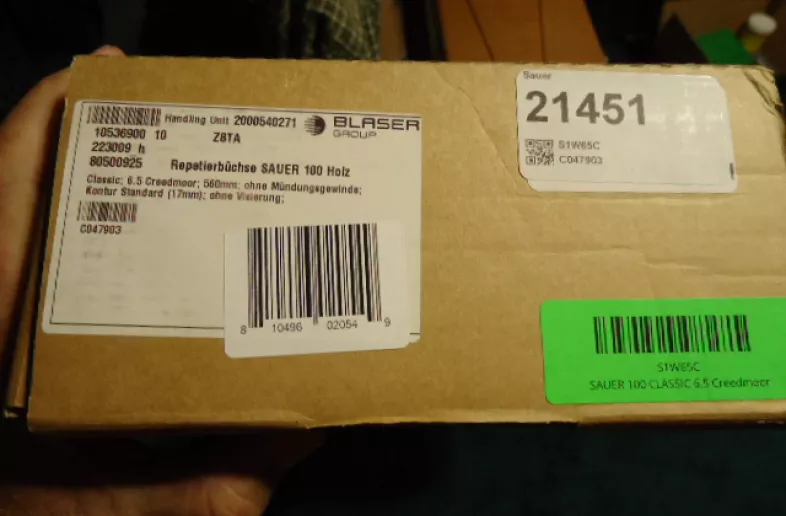 Handling Unit 2000540271
BLASER
GROUP
10536900 10 Z8TA
223009 h
80500925 Repetierbüchse SAUER 100 Holz
Classic; 6.5 Creedmoor; 560mm; ohne Mündungsgewinde;
Kontur Standard (17mm); ohne Visierung;
C047903
8 10496 02054 9
Sauer
21451
S1W65C
C047903
S1W65C
SAUER 100 CLASSIC 6.5 Creedmoor